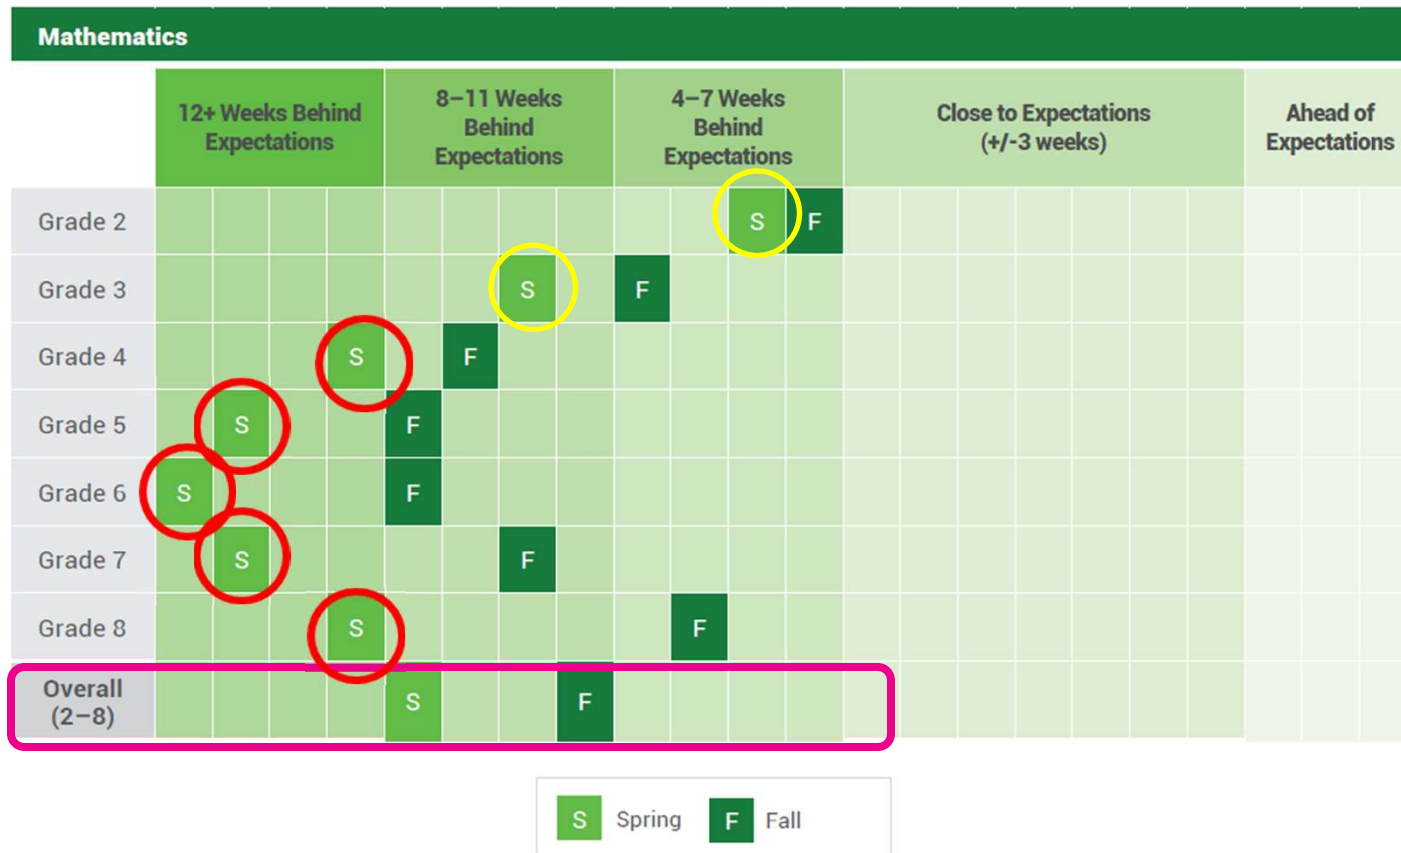 Mathematics
12+ Weeks Behind
Expectations
8–11 Weeks
Behind
Expectations
4–7 Weeks
Behind
Expectations
Close to Expectations
(+/-3 weeks)
Ahead of
Expectations
Grade 2 S F
Grade 3 S F
Grade 4 S F
Grade 5 S F
Grade 6 S F
Grade 7 S F
Grade 8 S F
Overall
(2–8) S F
S Spring F Fall